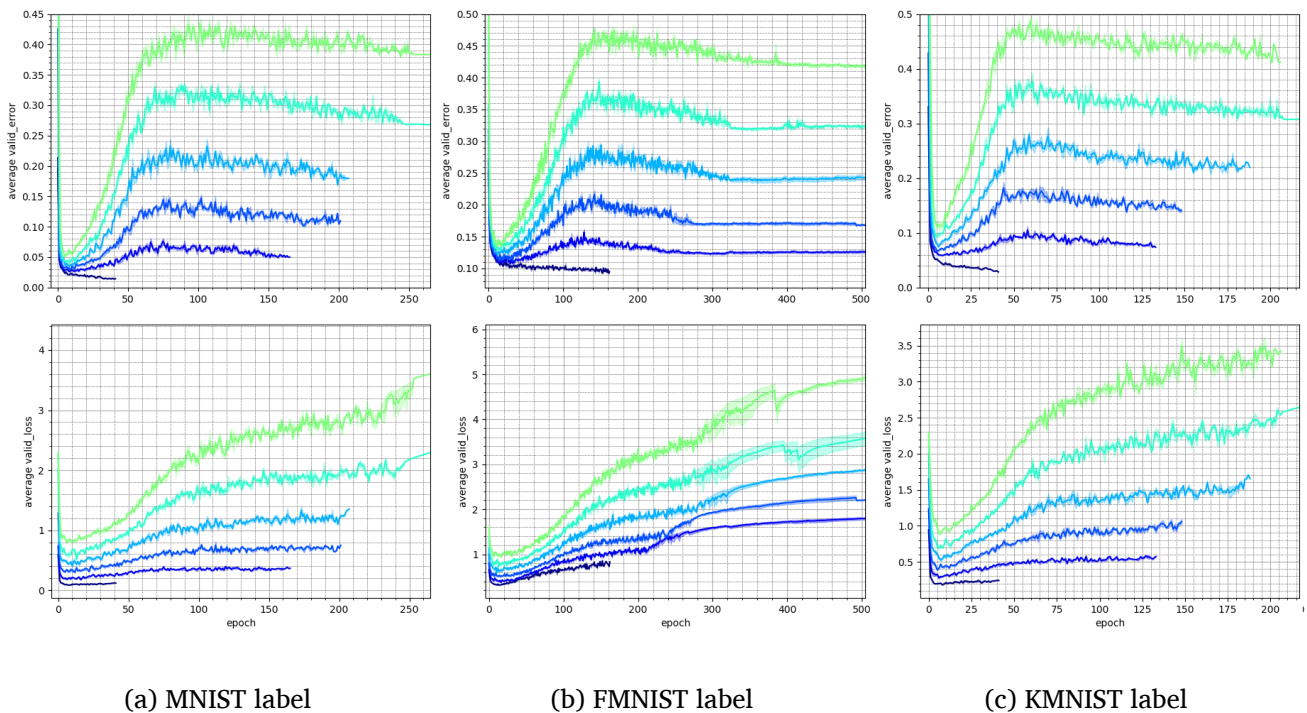 0.45
0.40
0.35
0.30
0.25
0.20
0.15
0.10
0.05
0.00
average valid_error
0 50 100 150 200 250
0.50
0.45
0.40
0.35
0.30
0.25
0.20
0.15
0.10
average valid_error
0 100 200 300 400 500
0.5
0.4
0.3
0.2
0.1
0.0
average valid_error
0 25 50 75 100 125 150 175 200
4
3
2
1
0
average valid_loss
0 50 100 150 200 250
epoch
6
5
4
3
2
1
average valid_loss
0 100 200 300 400 500
epoch
3.5
3.0
2.5
2.0
1.5
1.0
0.5
average valid_loss
0 25 50 75 100 125 150 175 200
epoch
(a) MNIST label
(b) FMNIST label
(c) KMNIST label